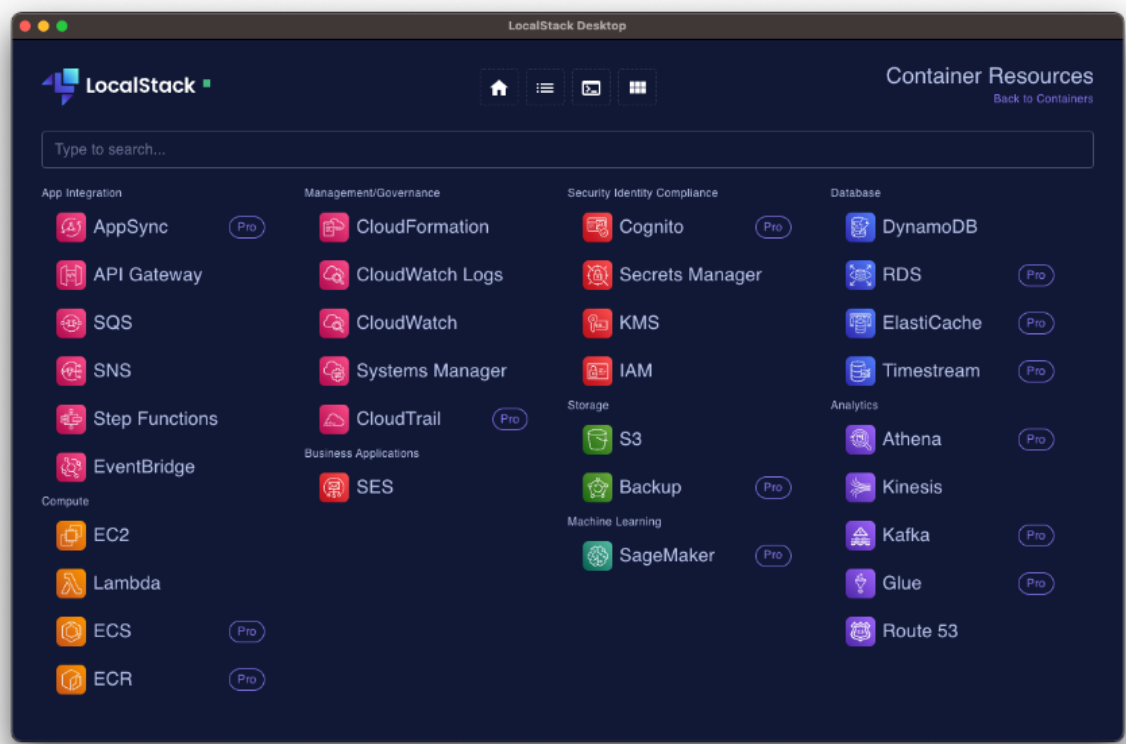 LocalStack Desktop
LocalStack
Container Resources
Back to Containers
Type to search...
App Integration
AppSync Pro
API Gateway
SQS
SNS
Step Functions
EventBridge
Compute
EC2
Lambda
ECS Pro
ECR Pro
Management/Governance
CloudFormation
CloudWatch Logs
CloudWatch
Systems Manager
CloudTrail Pro
Business Applications
SES
Security Identity Compliance
Cognito Pro
Secrets Manager
KMS
IAM
Storage
S3
Backup Pro
Machine Learning
SageMaker Pro
Database
DynamoDB
RDS Pro
ElastiCache Pro
Timestream Pro
Analytics
Athena Pro
Kinesis
Kafka Pro
Glue Pro
Route 53